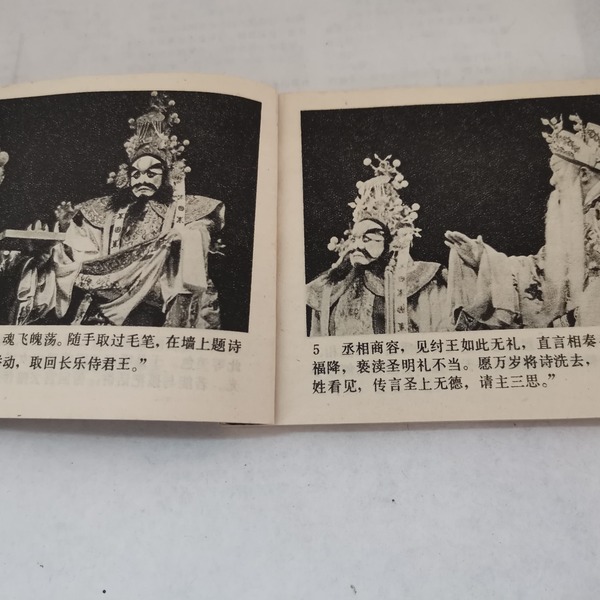 魂飞魄荡。随手取过毛笔，在墙上题诗
动，取回长乐侍君王。”
5 丞相商容，见纣王如此无礼，直言相奏
福降，亵渎圣明礼不当。愿万岁将诗洗去，
姓看见，传言圣上无德，请主三思。”